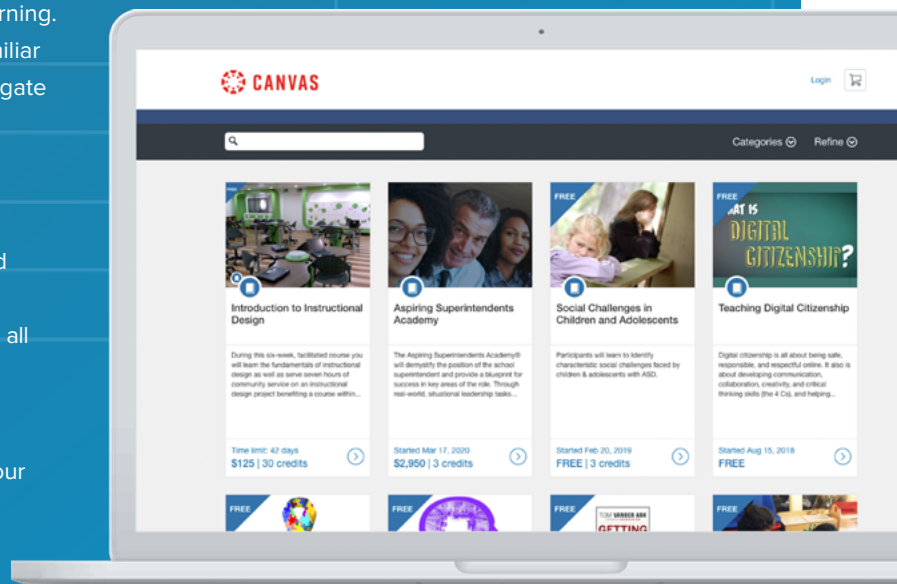 rning.
iliar
gate
d
all
our
CANVAS
Login
Categories
Refine
FREE
FREE
WHAT IS
DIGITAL
CITIZENSHIP?
Introduction to Instructional
Design
During this six-week, facilitated course you
will learn the fundamentals of instructional
design as well as serve seven hours of
community service on an instructional
design project benefiting a course within...
Time limit: 42 days
$125 | 30 credits
Aspiring Superintendents
Academy
The Aspiring Superintendents Academy®
will demystify the position of the school
superintendent and provide a blueprint for
success in key areas of the role. Through
real-world, situational leadership tasks...
Started Mar 17, 2020
$2,950 | 3 credits
Social Challenges in
Children and Adolescents
Participants will learn to Identify
characteristic social challenges faced by
children & adolescents with ASD.
Started Feb 20, 2019
FREE | 3 credits
Teaching Digital Citizenship
Digital citizenship is all about being safe,
responsible, and respectful online. It also is
about developing communication,
collaboration, creativity, and critical
thinking skills (the 4 Cs), and helping...
Started Aug 15, 2018
FREE
FREE
FREE
FREE
TOM VANDER ARK
GETTING
FREE